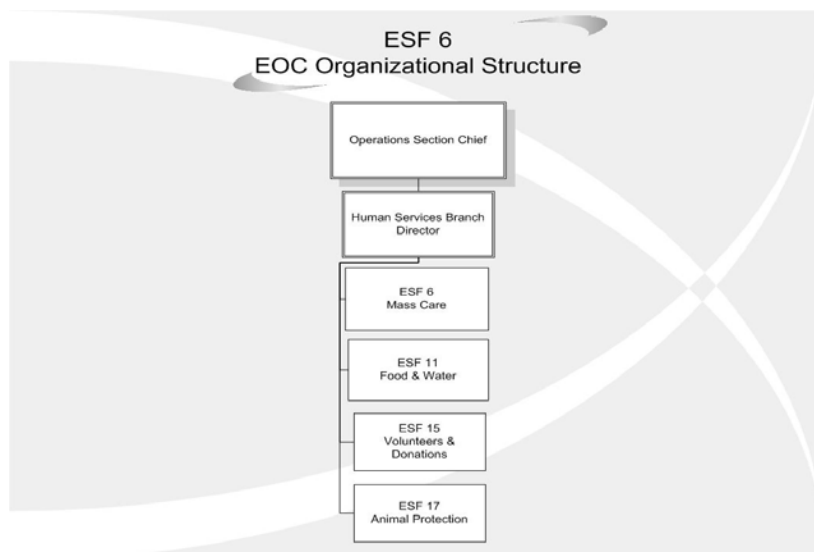 ESF 6
EOC Organizational Structure
Operations Section Chief
Human Services Branch
Director
ESF 6
Mass Care
ESF 11
Food & Water
ESF 15
Volunteers &
Donations
ESF 17
Animal Protection